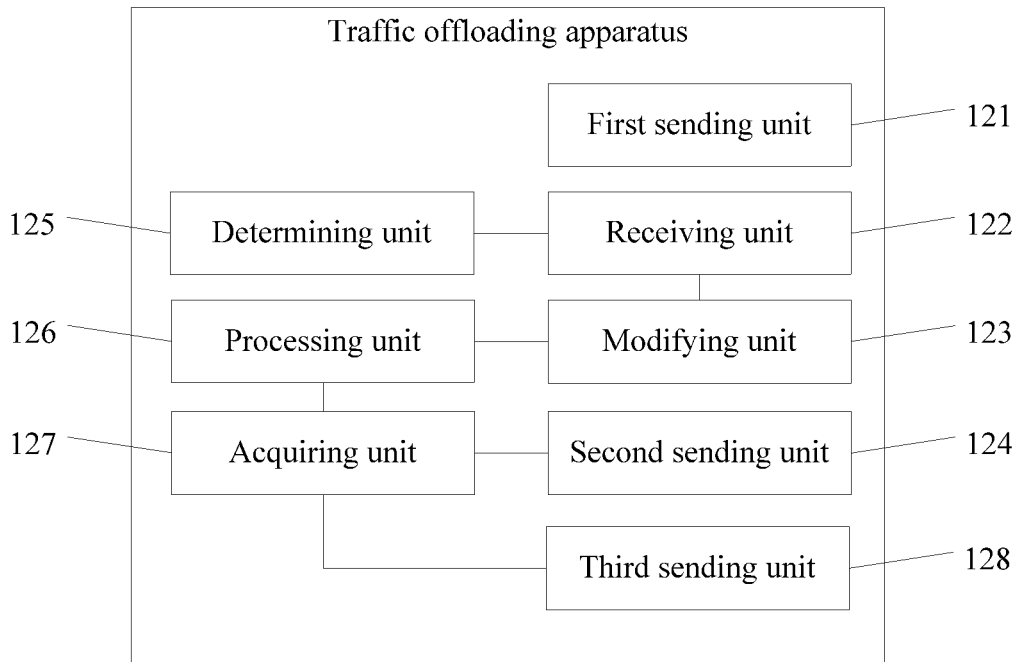 Traffic offloading apparatus
First sending unit
121
125
Determining unit
Receiving unit
122
126
Processing unit
Modifying unit
123
127
Acquiring unit
Second sending unit
124
Third sending unit
128